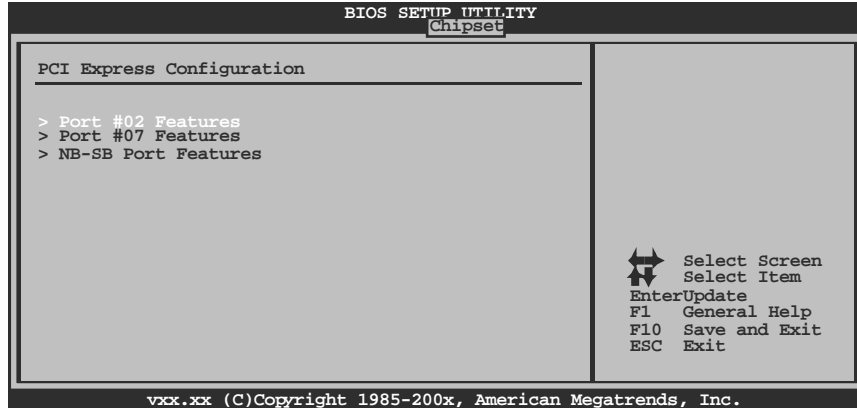 BIOS SETUP UTILITY
Chipset
PCI Express Configuration
> Port #02 Features
> Port #07 Features
> NB-SB Port Features
Select Screen
Select Item
EnterUpdate
F1 General Help
F10 Save and Exit
ESC Exit
vxx.xx (C)Copyright 1985-200x, American Megatrends, Inc.